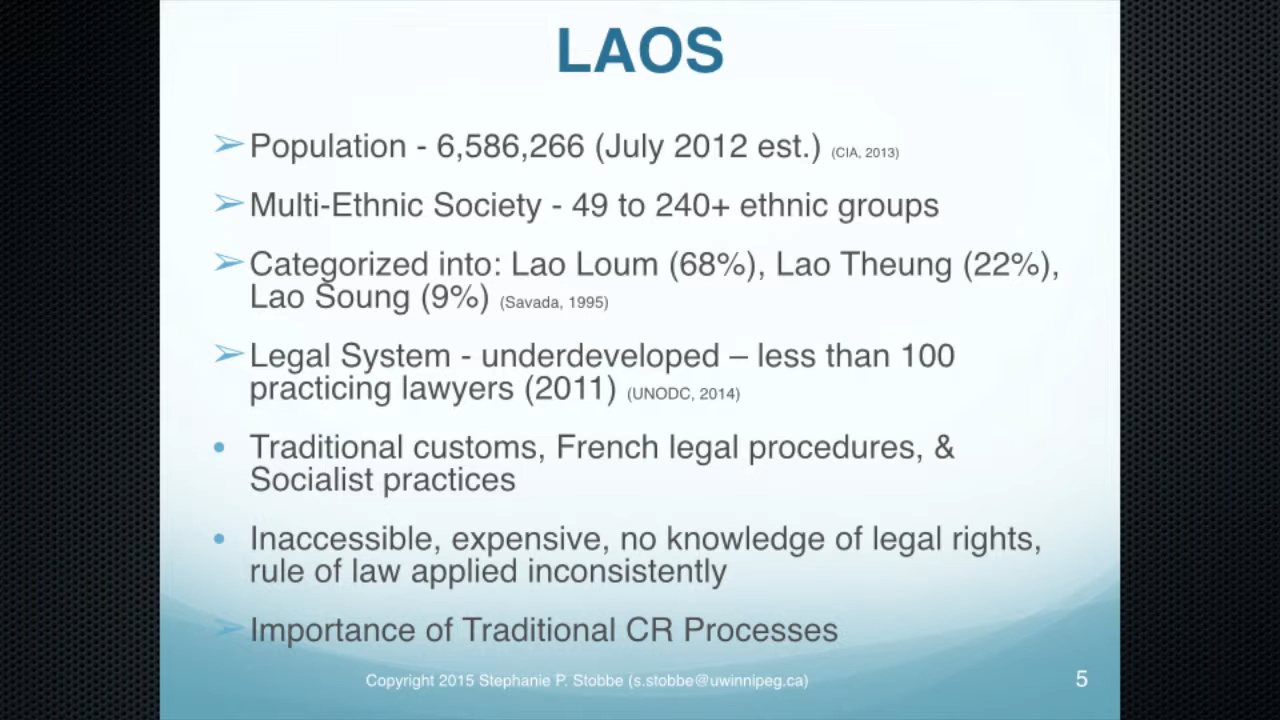 LAOS
➢ Population - 6,586,266 (July 2012 est.) (CIA, 2013)
➢ Multi-Ethnic Society - 49 to 240+ ethnic groups
➢ Categorized into: Lao Loum (68%), Lao Theung (22%),
Lao Soung (9%) (Savada, 1995)
➢ Legal System - underdeveloped – less than 100
practicing lawyers (2011) (UNODC, 2014)
• Traditional customs, French legal procedures, &
Socialist practices
• Inaccessible, expensive, no knowledge of legal rights,
rule of law applied inconsistently
➢ Importance of Traditional CR Processes
Copyright 2015 Stephanie P. Stobbe (s.stobbe@uwinnipeg.ca)
5